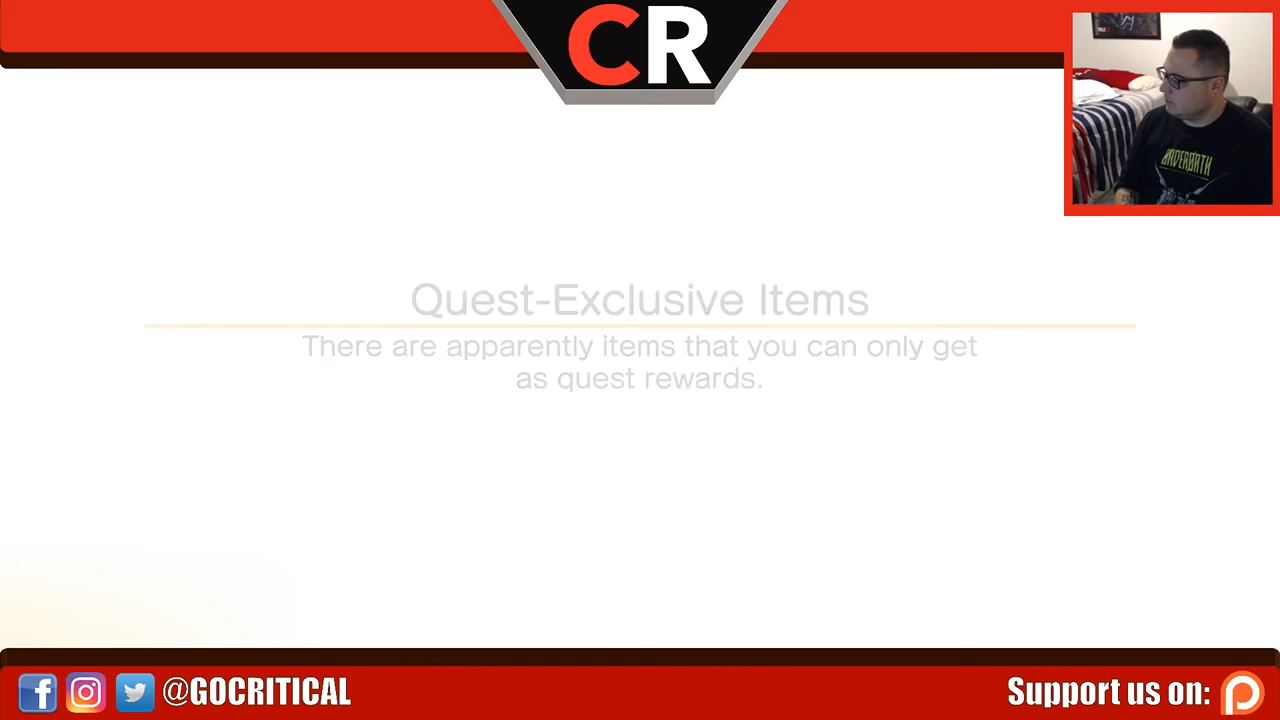 CR
UNDEROATH
Quest-Exclusive Items
There are apparently items that you can only get
as quest rewards.
@GOCRITICAL
Support us on: